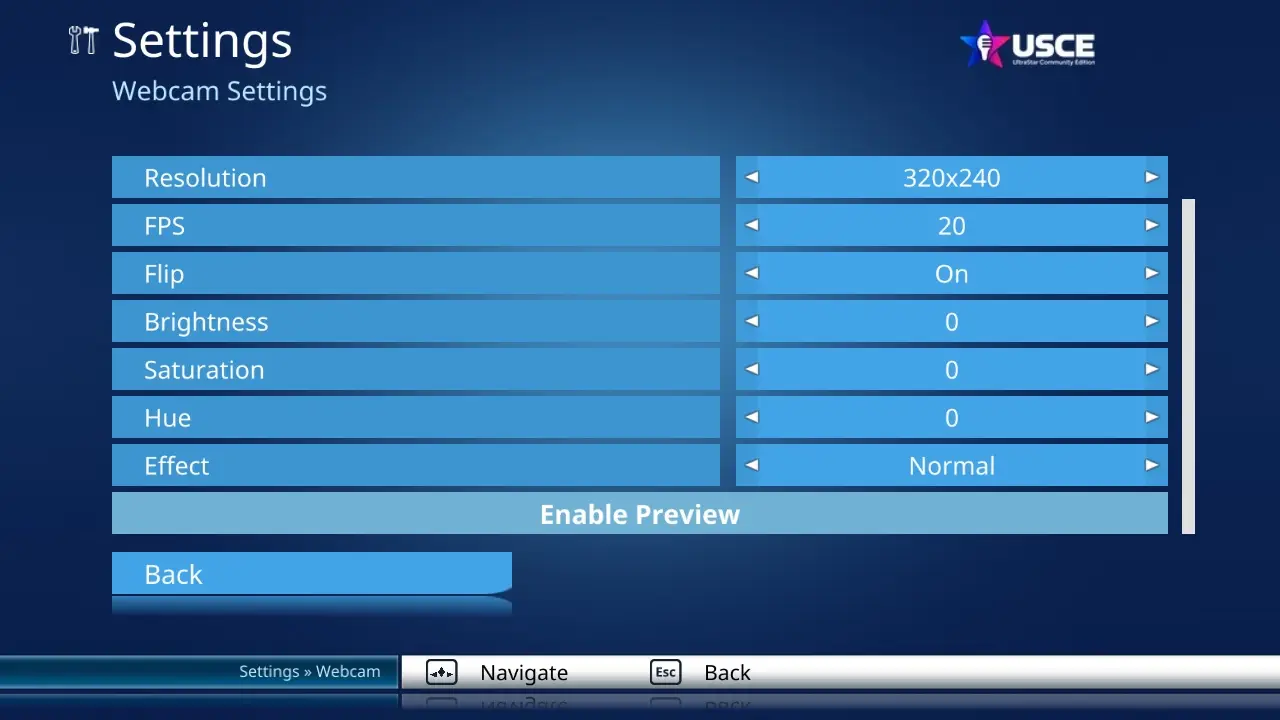 Settings
USCE
UltraStar Community Edition
Webcam Settings
Resolution 320x240
FPS 20
Flip On
Brightness 0
Saturation 0
Hue 0
Effect Normal
Enable Preview
Back
Settings » Webcam Navigate Esc Back